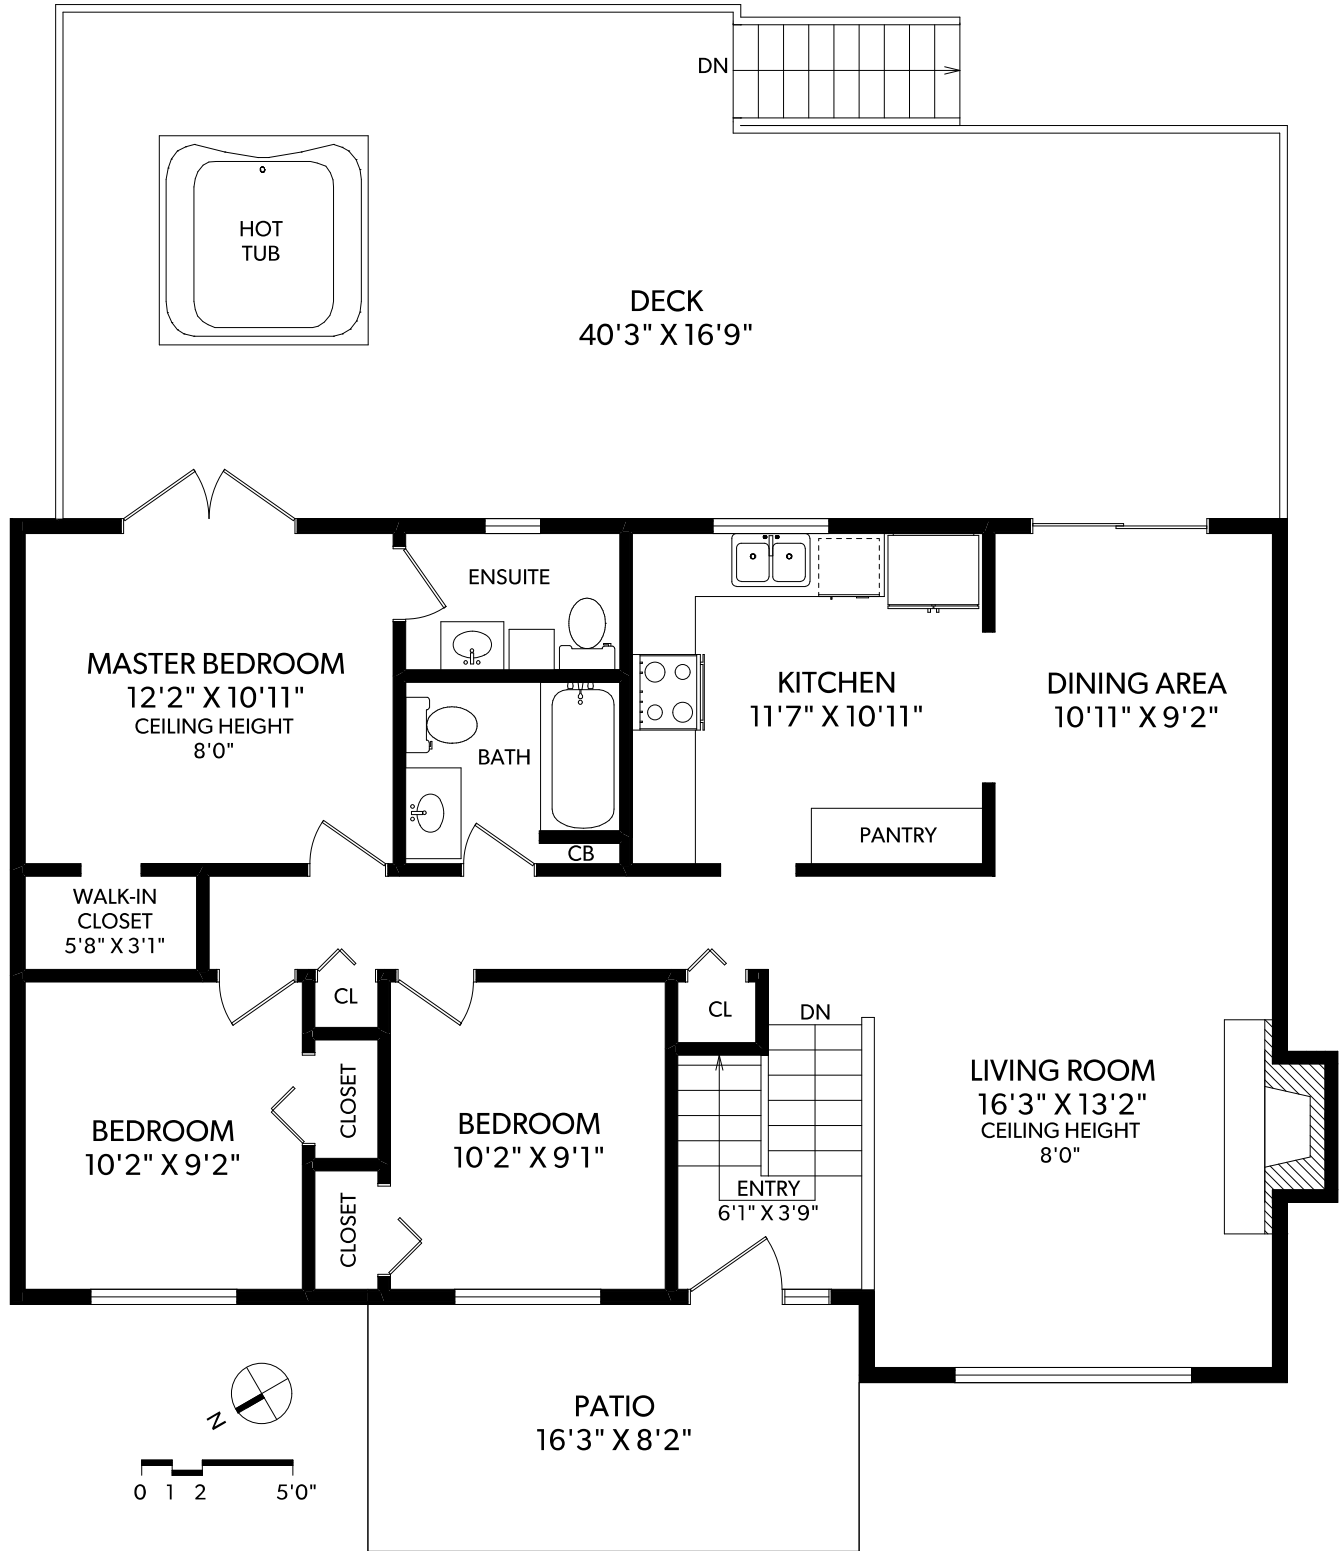 DN
HOT
TUB
DECK
40'3" X 16'9"
ENSUITE
MASTER BEDROOM
12'2" X 10'11"
CEILING HEIGHT
8'0"
KITCHEN
11'7" X 10'11"
DINING AREA
10'11" X 9'2"
BATH
PANTRY
CB
WALK-IN
CLOSET
5'8" X 3'1"
CL
CL
DN
CLOSET
LIVING ROOM
16'3" X 13'2"
CEILING HEIGHT
8'0"
BEDROOM
10'2" X 9'2"
BEDROOM
10'2" X 9'1"
ENTRY
6'1" X 3'9"
CLOSET
PATIO
16'3" X 8'2"
N
0 1 2 5'0"